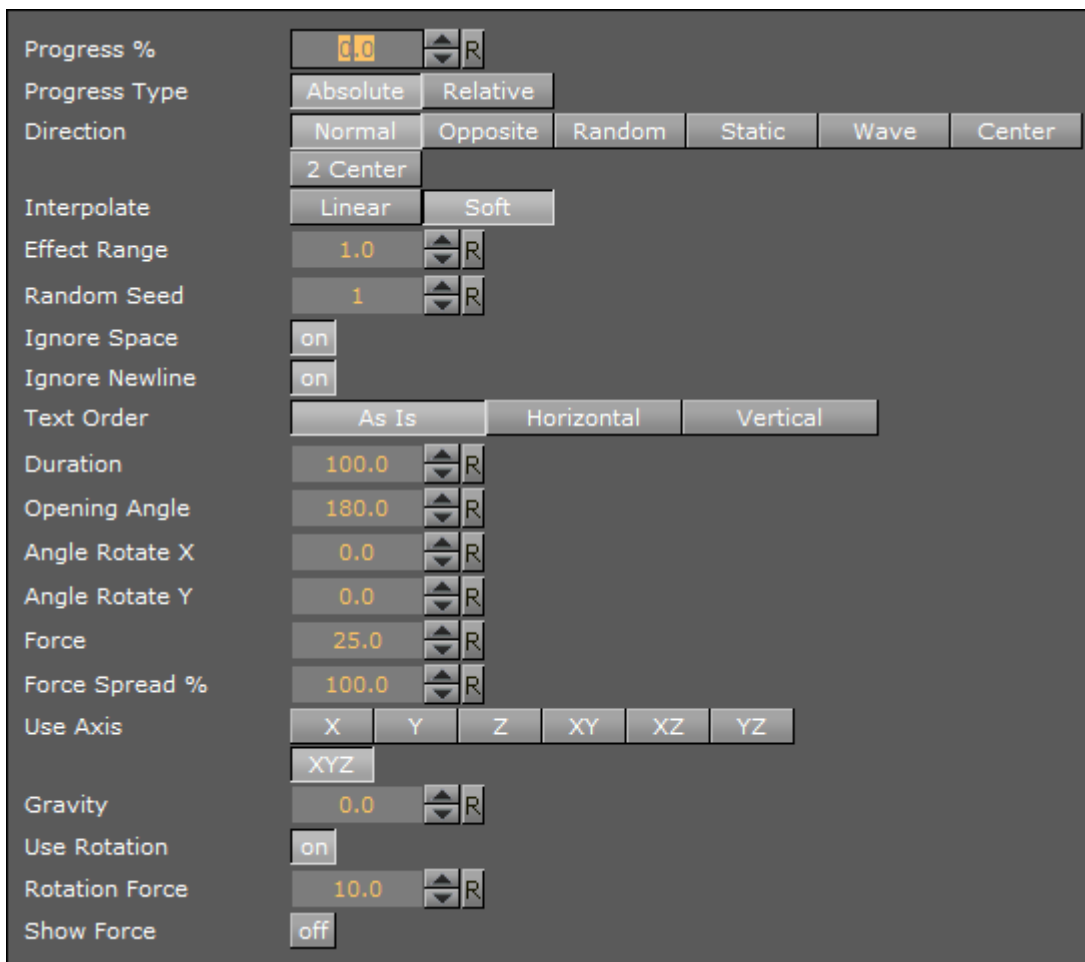 Progress % 0.0 R
Progress Type Absolute Relative
Direction Normal Opposite Random Static Wave Center
2 Center
Interpolate Linear Soft
Effect Range 1.0 R
Random Seed 1 R
Ignore Space on
Ignore Newline on
Text Order As Is Horizontal Vertical
Duration 100.0 R
Opening Angle 180.0 R
Angle Rotate X 0.0 R
Angle Rotate Y 0.0 R
Force 25.0 R
Force Spread % 100.0 R
Use Axis X Y Z XY XZ YZ
XYZ
Gravity 0.0 R
Use Rotation on
Rotation Force 10.0 R
Show Force off